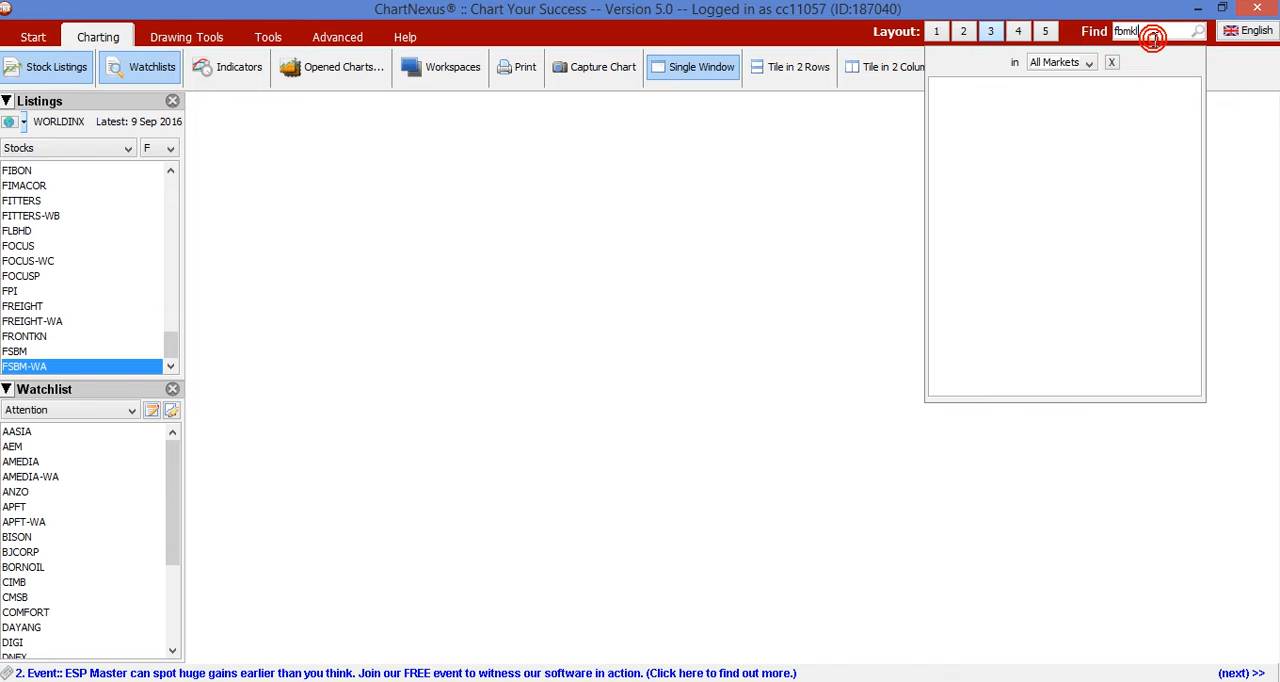 ChartNexus® :: Chart Your Success -- Version 5.0 -- Logged in as cc11057 (ID:187040)
Start Charting Drawing Tools Tools Advanced Help Layout: 1 2 3 4 5 Find fbmkl English
Stock Listings Watchlists Indicators Opened Charts... Workspaces Print Capture Chart Single Window Tile in 2 Rows Tile in 2 Colum
in All Markets X
Listings
WORLDINX Latest: 9 Sep 2016
Stocks F
FIBON
FIMACOR
FITTERS
FITTERS-WB
FLBHD
FOCUS
FOCUS-WC
FOCUSP
FPI
FREIGHT
FREIGHT-WA
FRONTKN
FSBM
FSBM-WA
Watchlist
Attention
AASIA
AEM
AMEDIA
AMEDIA-WA
ANZO
APFT
APFT-WA
BISON
BJCORP
BORNOIL
CIMB
CMSB
COMFORT
DAYANG
DIGI
DNEX
2. Event:: ESP Master can spot huge gains earlier than you think. Join our FREE event to witness our software in action. (Click here to find out more.) (next) >>